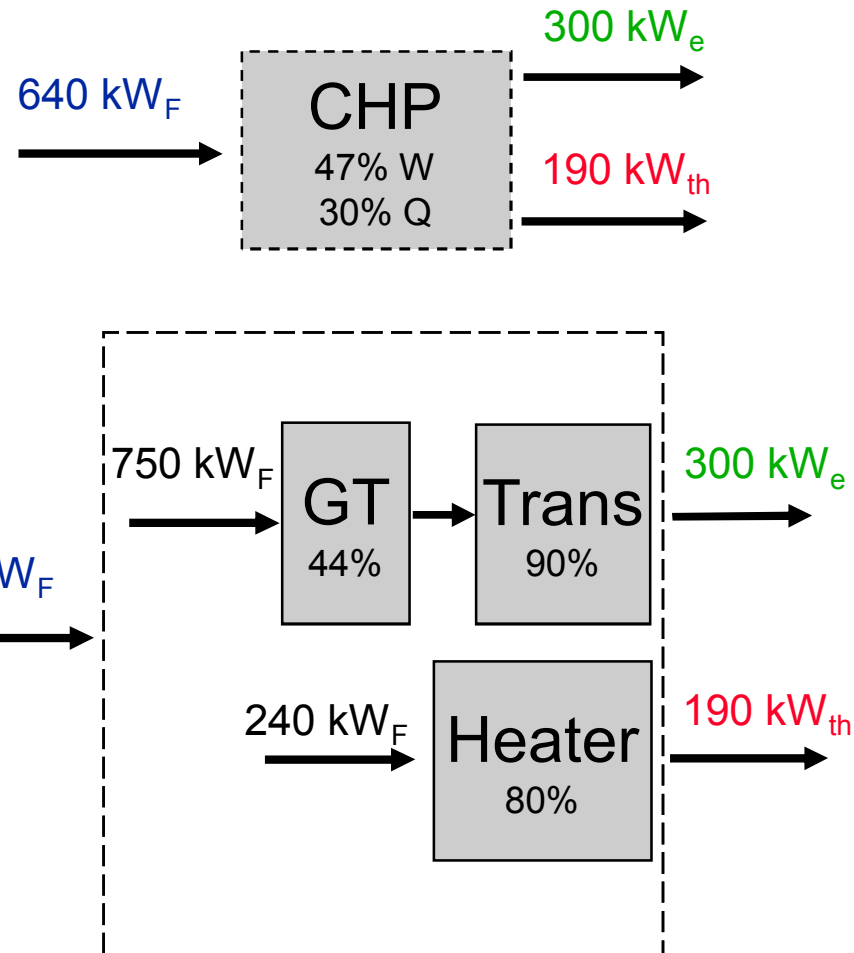 300 kWe
640 kWF
CHP
47% W
30% Q
190 kWth
750 kWF
GT
44%
Trans
90%
300 kWe
WF
240 kWF
Heater
80%
190 kWth